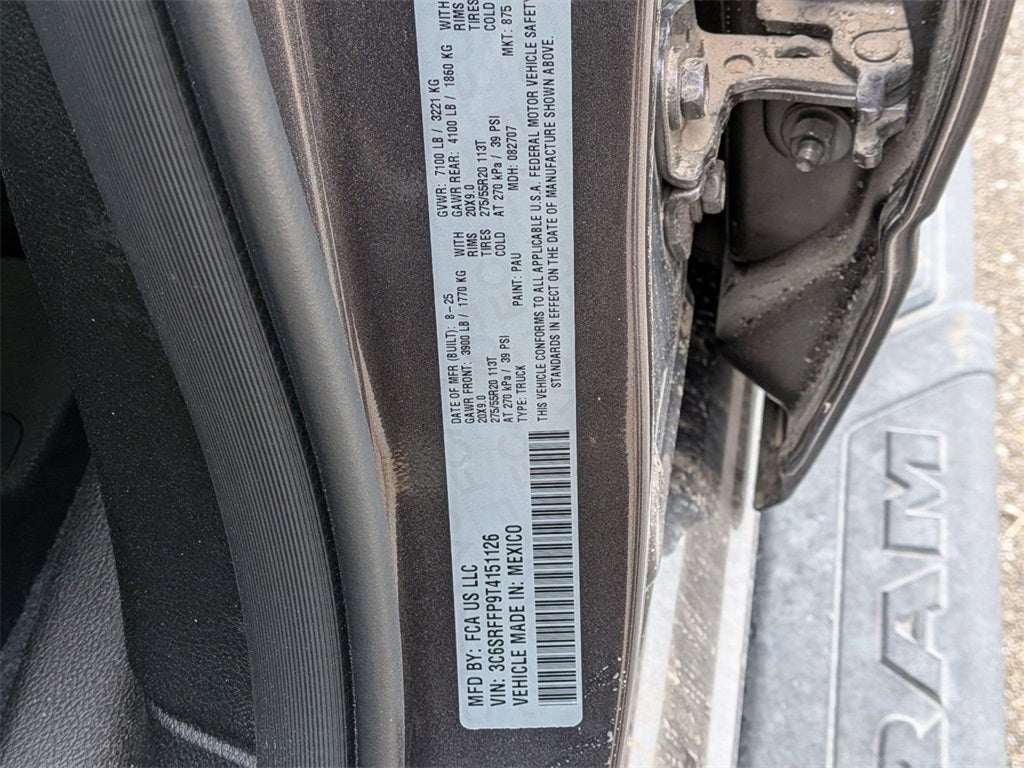 MFD BY: FCA US LLC
VIN: 3C6SRFFP9T4151126
VEHICLE MADE IN: MEXICO
DATE OF MFR (BUILT): 8-25 GVWR: 7100 LB / 3221 KG
GAWR FRONT: 3900 LB / 1770 KG WITH GAWR REAR: 4100 LB / 1860 KG WITH
20X9.0 RIMS 20X9.0 RIMS
275/55R20 113T TIRES 275/55R20 113T TIRES
AT 270 kPa / 39 PSI COLD AT 270 kPa / 39 PSI COLD
TYPE: TRUCK PAINT: PAU MDH: 082707 MKT: 875
THIS VEHICLE CONFORMS TO ALL APPLICABLE U.S.A. FEDERAL MOTOR VEHICLE SAFETY
STANDARDS IN EFFECT ON THE DATE OF MANUFACTURE SHOWN ABOVE.
RAM